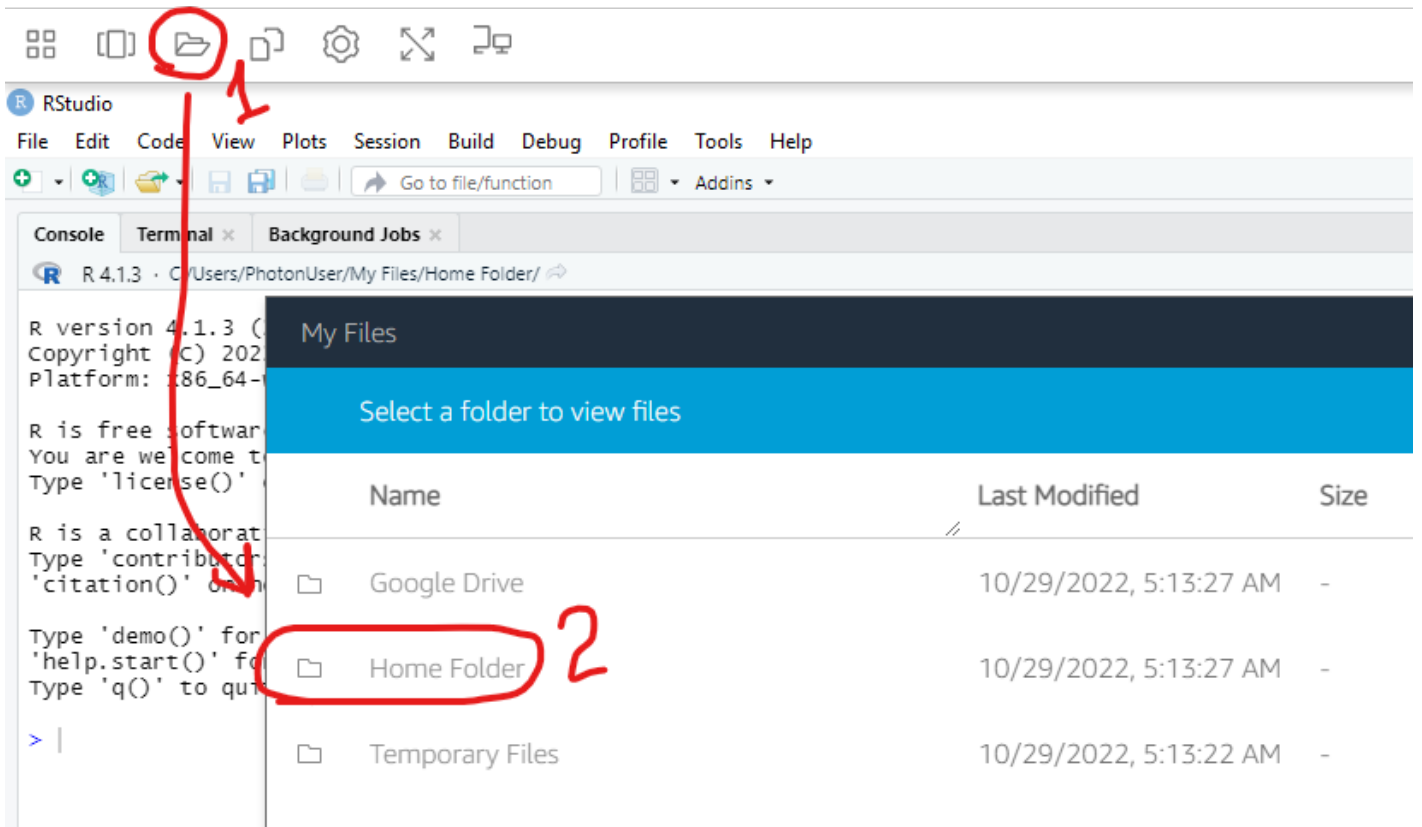 1
R RStudio
File Edit Code View Plots Session Build Debug Profile Tools Help
Go to file/function Addins
Console Terminal × Background Jobs ×
R R 4.1.3 · C:/Users/PhotonUser/My Files/Home Folder/
R version 4.1.3 (
Copyright (C) 202
Platform: x86_64-w
R is free softwar
You are welcome to
Type 'license()'
R is a collaborat
Type 'contributors
'citation()' on
Type 'demo()' for
'help.start()' fo
Type 'q()' to qui
>
My Files
Select a folder to view files
Name Last Modified Size
Google Drive 10/29/2022, 5:13:27 AM -
Home Folder 10/29/2022, 5:13:27 AM -
2
Temporary Files 10/29/2022, 5:13:22 AM -